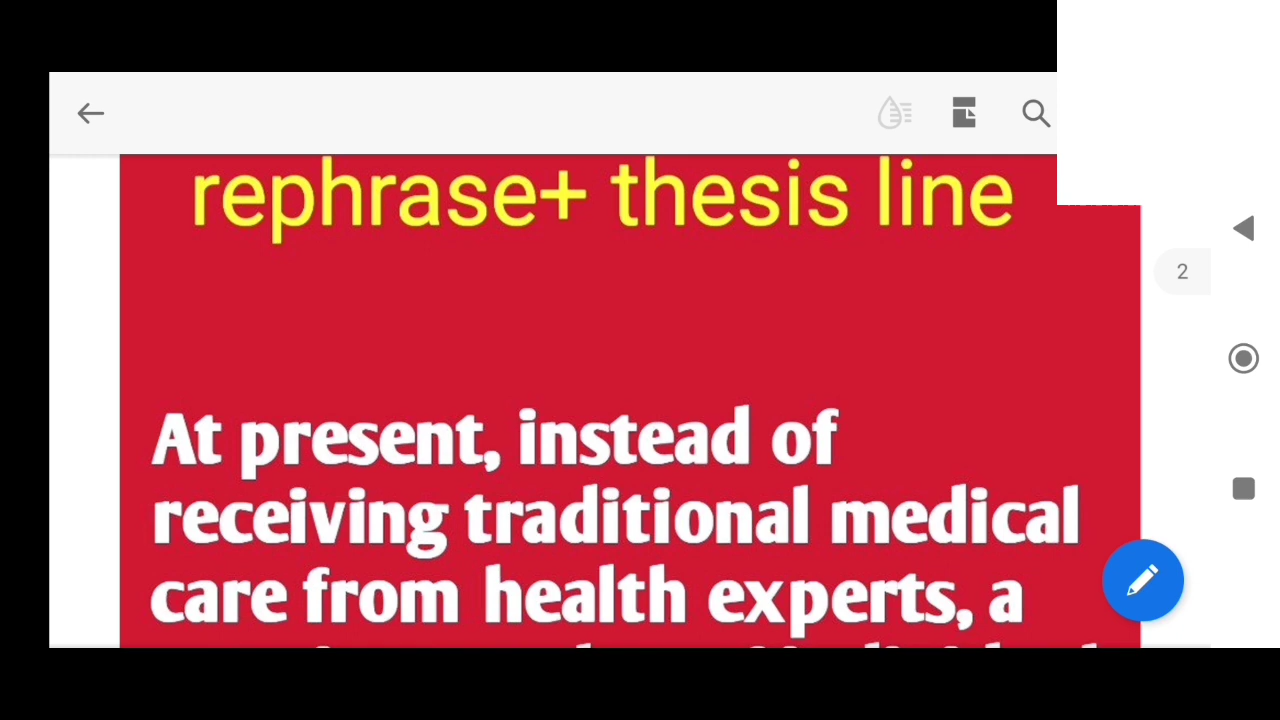 rephrase+ thesis line
2
At present, instead of
receiving traditional medical
care from health experts, a